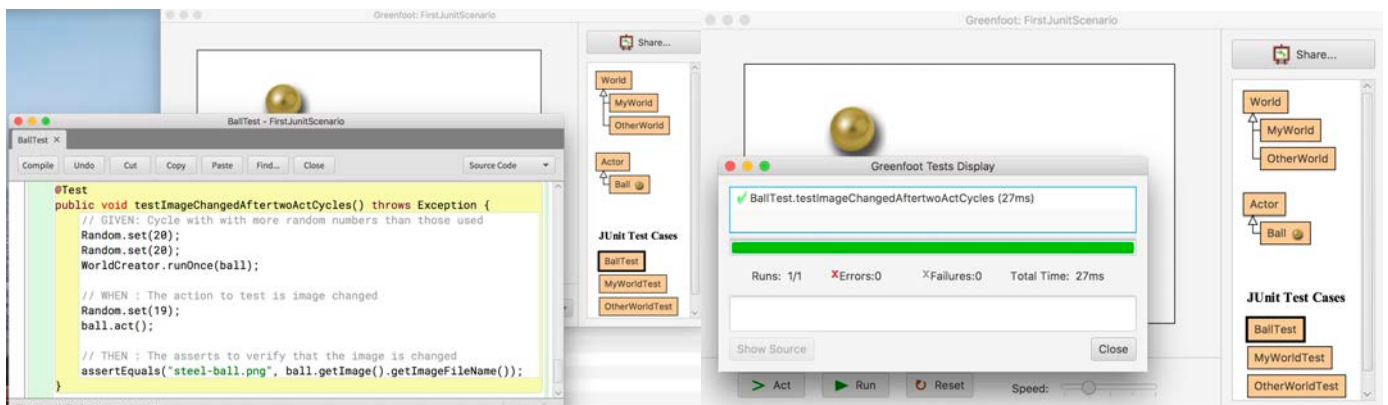 Greenfoot: FirstJunitScenario
Share...
World
MyWorld
OtherWorld
Actor
Ball
JUnit Test Cases
BallTest
MyWorldTest
OtherWorldTest
BallTest - FirstJunitScenario
BallTest ×
Compile Undo Cut Copy Paste Find... Close Source Code
@Test
public void testImageChangedAftertwoActCycles() throws Exception {
// GIVEN: Cycle with with more random numbers than those used
Random.set(20);
Random.set(20);
WorldCreator.runOnce(ball);
// WHEN : The action to test is image changed
Random.set(19);
ball.act();
// THEN : The asserts to verify that the image is changed
assertEquals("steel-ball.png", ball.getImage().getImageFileName());
}
Greenfoot: FirstJunitScenario
Share...
World
MyWorld
OtherWorld
Actor
Ball
JUnit Test Cases
BallTest
MyWorldTest
OtherWorldTest
Greenfoot Tests Display
BallTest.testImageChangedAftertwoActCycles (27ms)
Runs: 1/1 XErrors:0 XFailures:0 Total Time: 27ms
Show Source Close
Act Run Reset Speed: